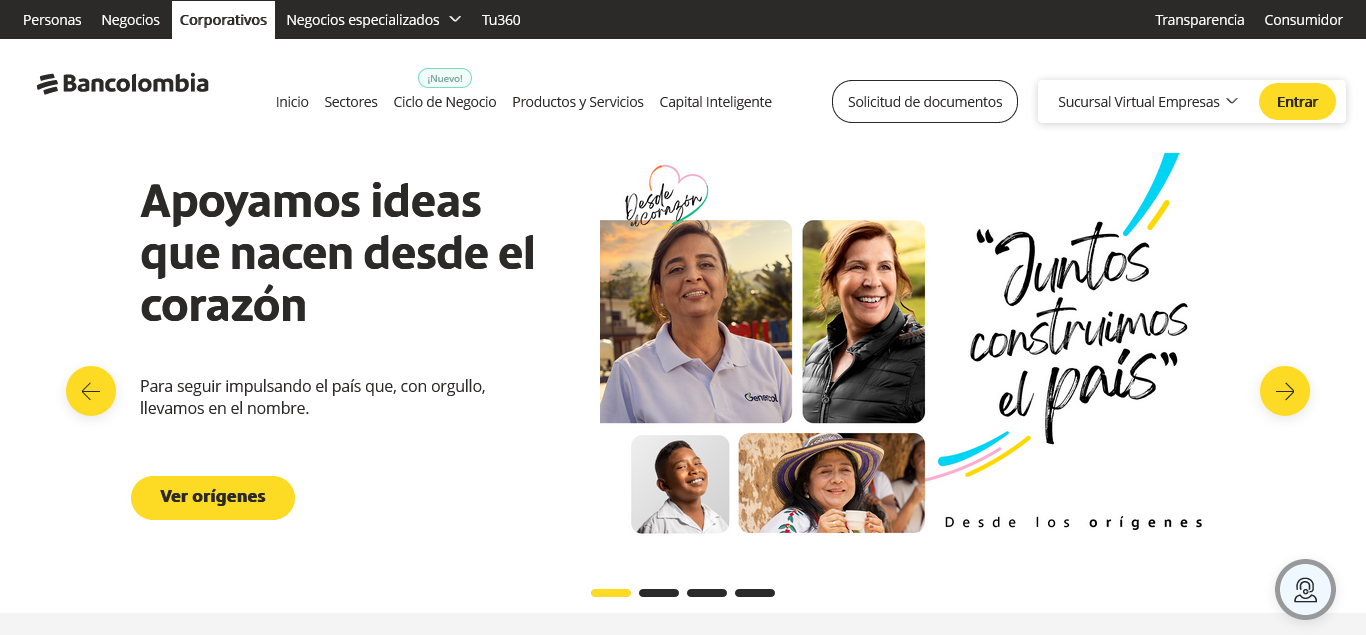 Personas Negocios Corporativos Negocios especializados Tu360 Transparencia Consumidor
Bancolombia
¡Nuevo!
Inicio Sectores Ciclo de Negocio Productos y Servicios Capital Inteligente
Solicitud de documentos
Sucursal Virtual Empresas
Entrar
Apoyamos ideas
que nacen desde el
corazón
Para seguir impulsando el país que, con orgullo,
llevamos en el nombre.
Ver orígenes
Desde
el corazón
Genecol
“Juntos
construimos
el país”
Desde los orígenes